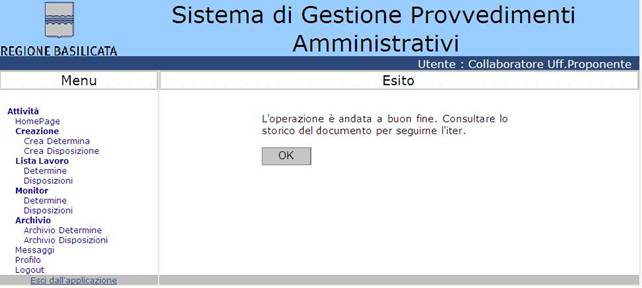 Sistema di Gestione Provvedimenti
Amministrativi
REGIONE BASILICATA
Utente : Collaboratore Uff.Proponente
Menu
Esito
Attività
HomePage
Creazione
Crea Determina
Crea Disposizione
Lista Lavoro
Determine
Disposizioni
Monitor
Determine
Disposizioni
Archivio
Archivio Determine
Archivio Disposizioni
Messaggi
Profilo
Logout
Esci dall'applicazione
L'operazione è andata a buon fine. Consultare lo
storico del documento per seguirne l'iter.
OK